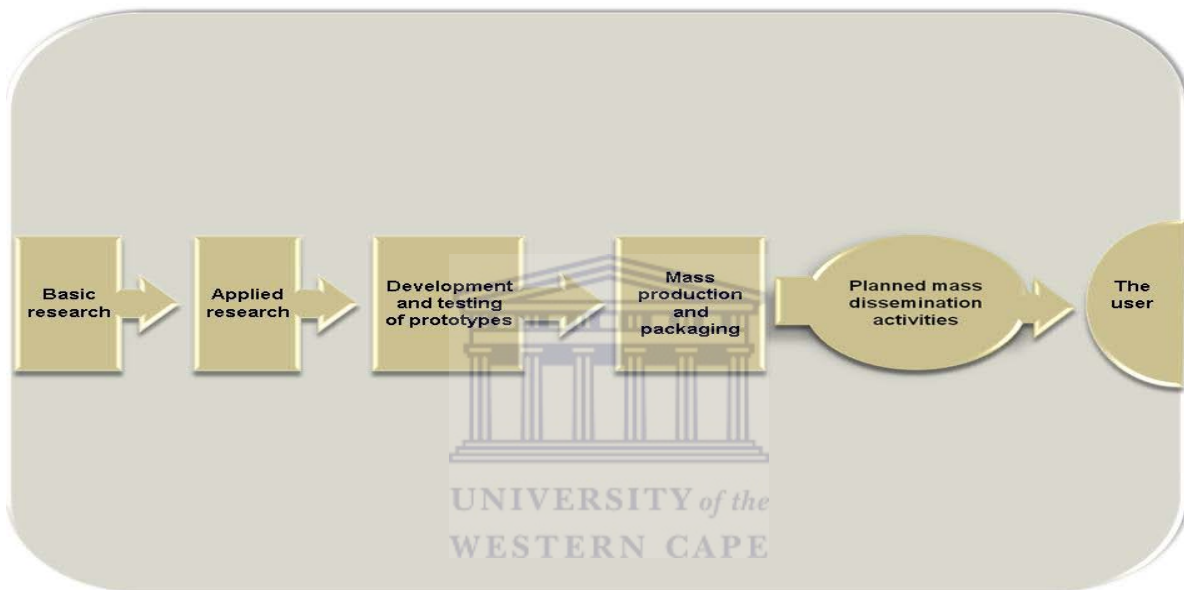 Basic
research
Applied
research
Development
and testing
of prototypes
Mass
production
and
packaging
Planned mass
dissemination
activities
The
user
UNIVERSITY of the
WESTERN CAPE